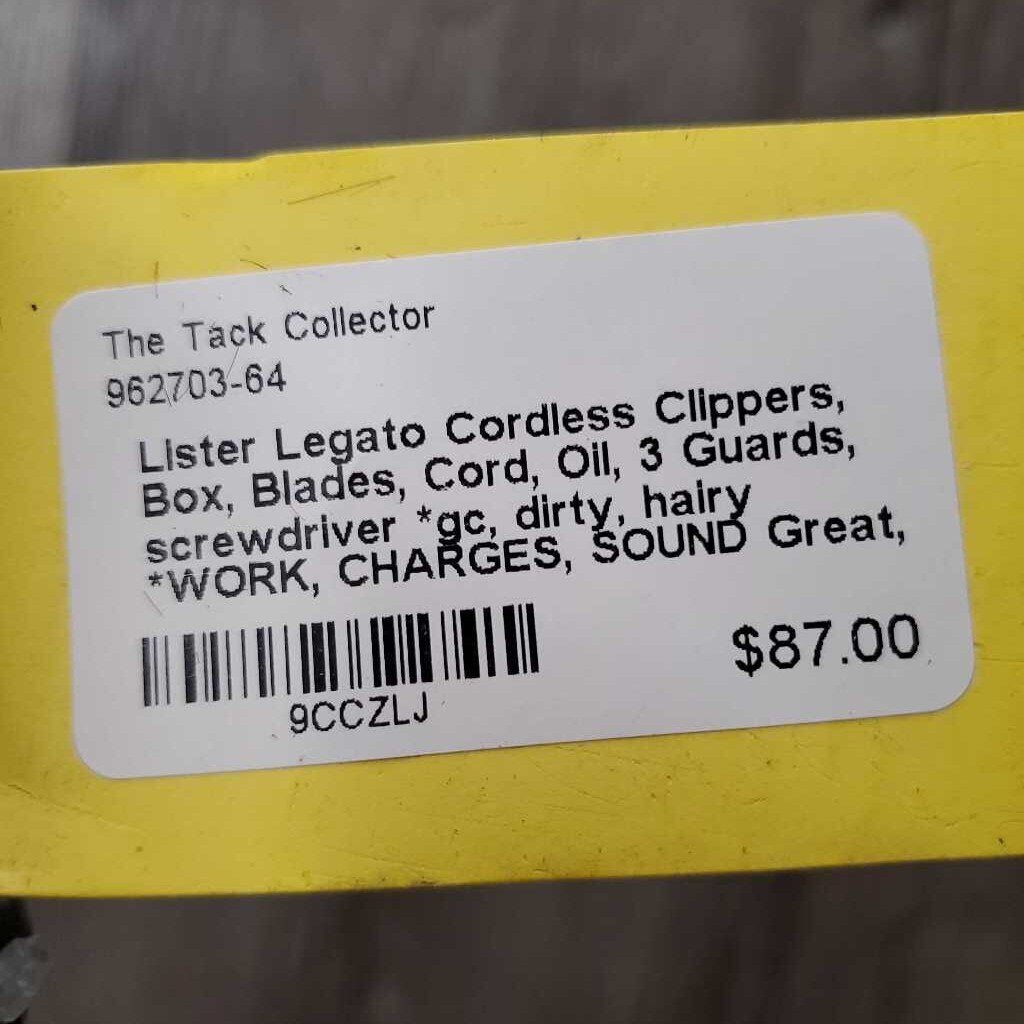 The Tack Collector
962703-64
Lister Legato Cordless Clippers,
Box, Blades, Cord, Oil, 3 Guards,
screwdriver *gc, dirty, hairy
*WORK, CHARGES, SOUND Great,
$87.00
9CCZLJ